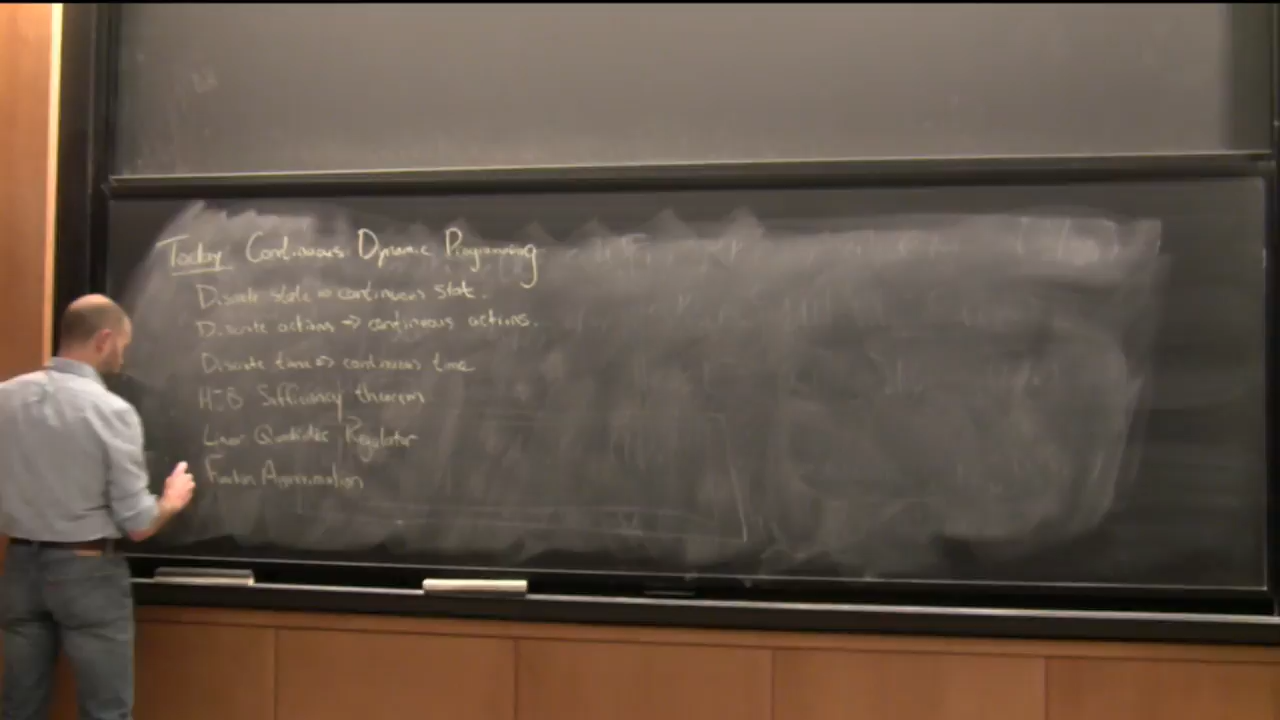 Today Continuous Dynamic Programming
Discrete state => continuous state.
Discrete actions => continuous actions.
Discrete time => continuous time
HJB Sufficiency theorem
Linear Quadratic Regulator
Function Approximation